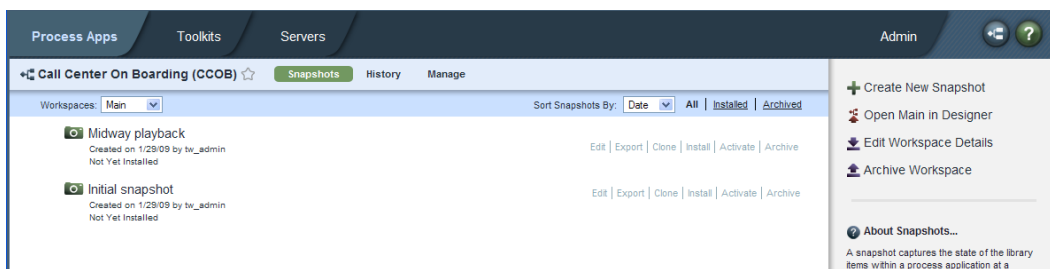 Process Apps Toolkits Servers Admin
Call Center On Boarding (CCOB) Snapshots History Manage
Workspaces: Main Sort Snapshots By: Date All | Installed | Archived
Midway playback
Created on 1/29/09 by tw_admin
Not Yet Installed
Edit | Export | Clone | Install | Activate | Archive
Initial snapshot
Created on 1/29/09 by tw_admin
Not Yet Installed
Edit | Export | Clone | Install | Activate | Archive
Create New Snapshot
Open Main in Designer
Edit Workspace Details
Archive Workspace
About Snapshots...
A snapshot captures the state of the library
items within a process application at a